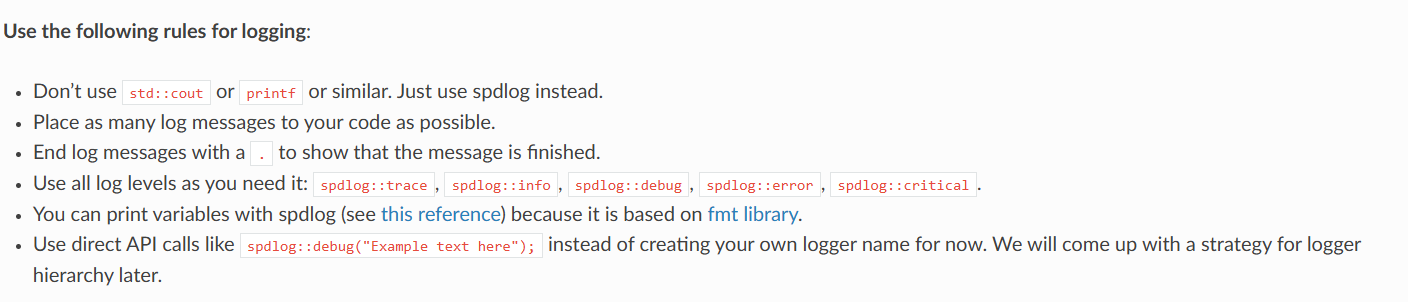 Use the following rules for logging:
• Don’t use std::cout or printf or similar. Just use spdlog instead.
• Place as many log messages to your code as possible.
• End log messages with a . to show that the message is finished.
• Use all log levels as you need it: spdlog::trace, spdlog::info, spdlog::debug, spdlog::error, spdlog::critical.
• You can print variables with spdlog (see this reference) because it is based on fmt library.
• Use direct API calls like spdlog::debug("Example text here"); instead of creating your own logger name for now. We will come up with a strategy for logger
hierarchy later.